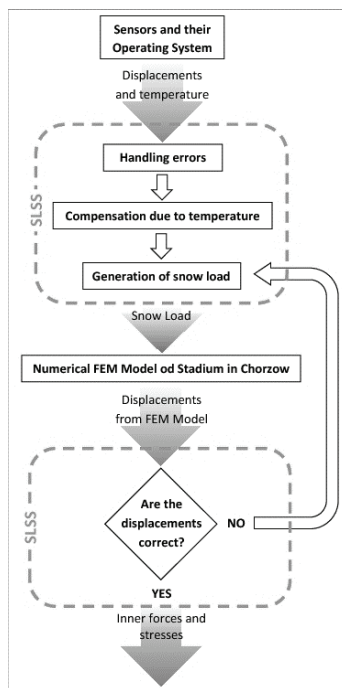 Sensors and their
Operating System
Displacements
and temperature
SLSS
Handling errors
Compensation due to temperature
Generation of snow load
Snow Load
Numerical FEM Model od Stadium in Chorzow
Displacements
from FEM Model
SLSS
Are the
displacements
correct?
NO
YES
Inner forces and
stresses